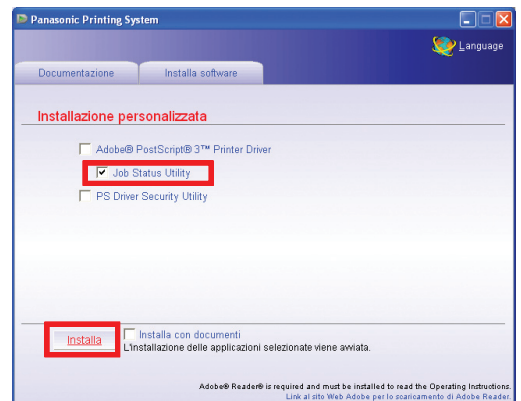 Panasonic Printing System
Language
Documentazione Installa software
Installazione personalizzata
Adobe® PostScript® 3™ Printer Driver
Job Status Utility
PS Driver Security Utility
Installa
Installa con documenti
L'installazione delle applicazioni selezionate viene avviata.
Adobe® Reader® is required and must be installed to read the Operating Instructions.
Link al sito Web Adobe per lo scaricamento di Adobe Reader.